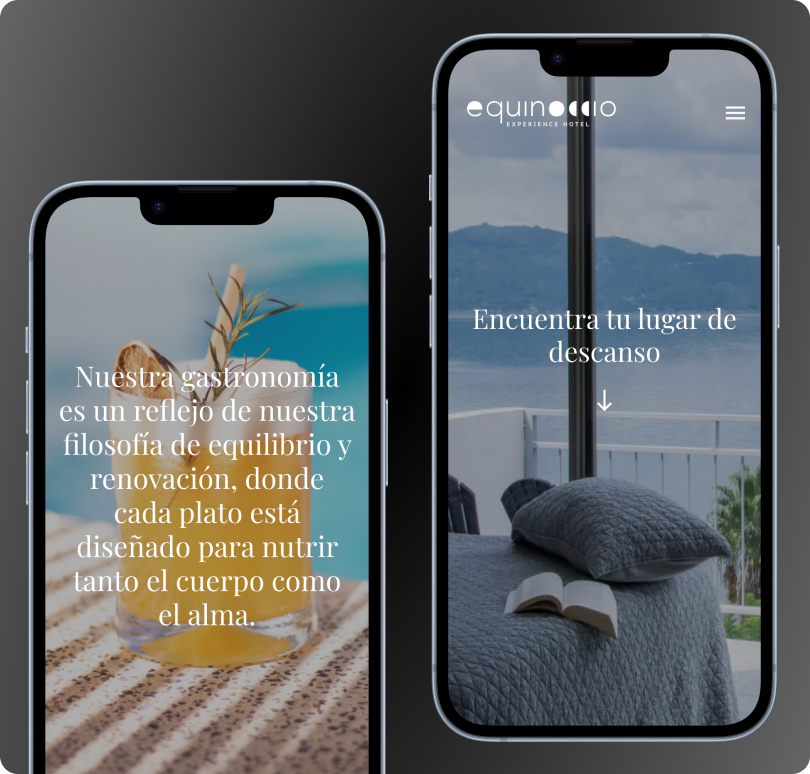 equinoccio
EXPERIENCE HOTEL
Encuentra tu lugar de
descanso
Nuestra gastronomía
es un reflejo de nuestra
filosofía de equilibrio y
renovación, donde
cada plato está
diseñado para nutrir
tanto el cuerpo como
el alma.